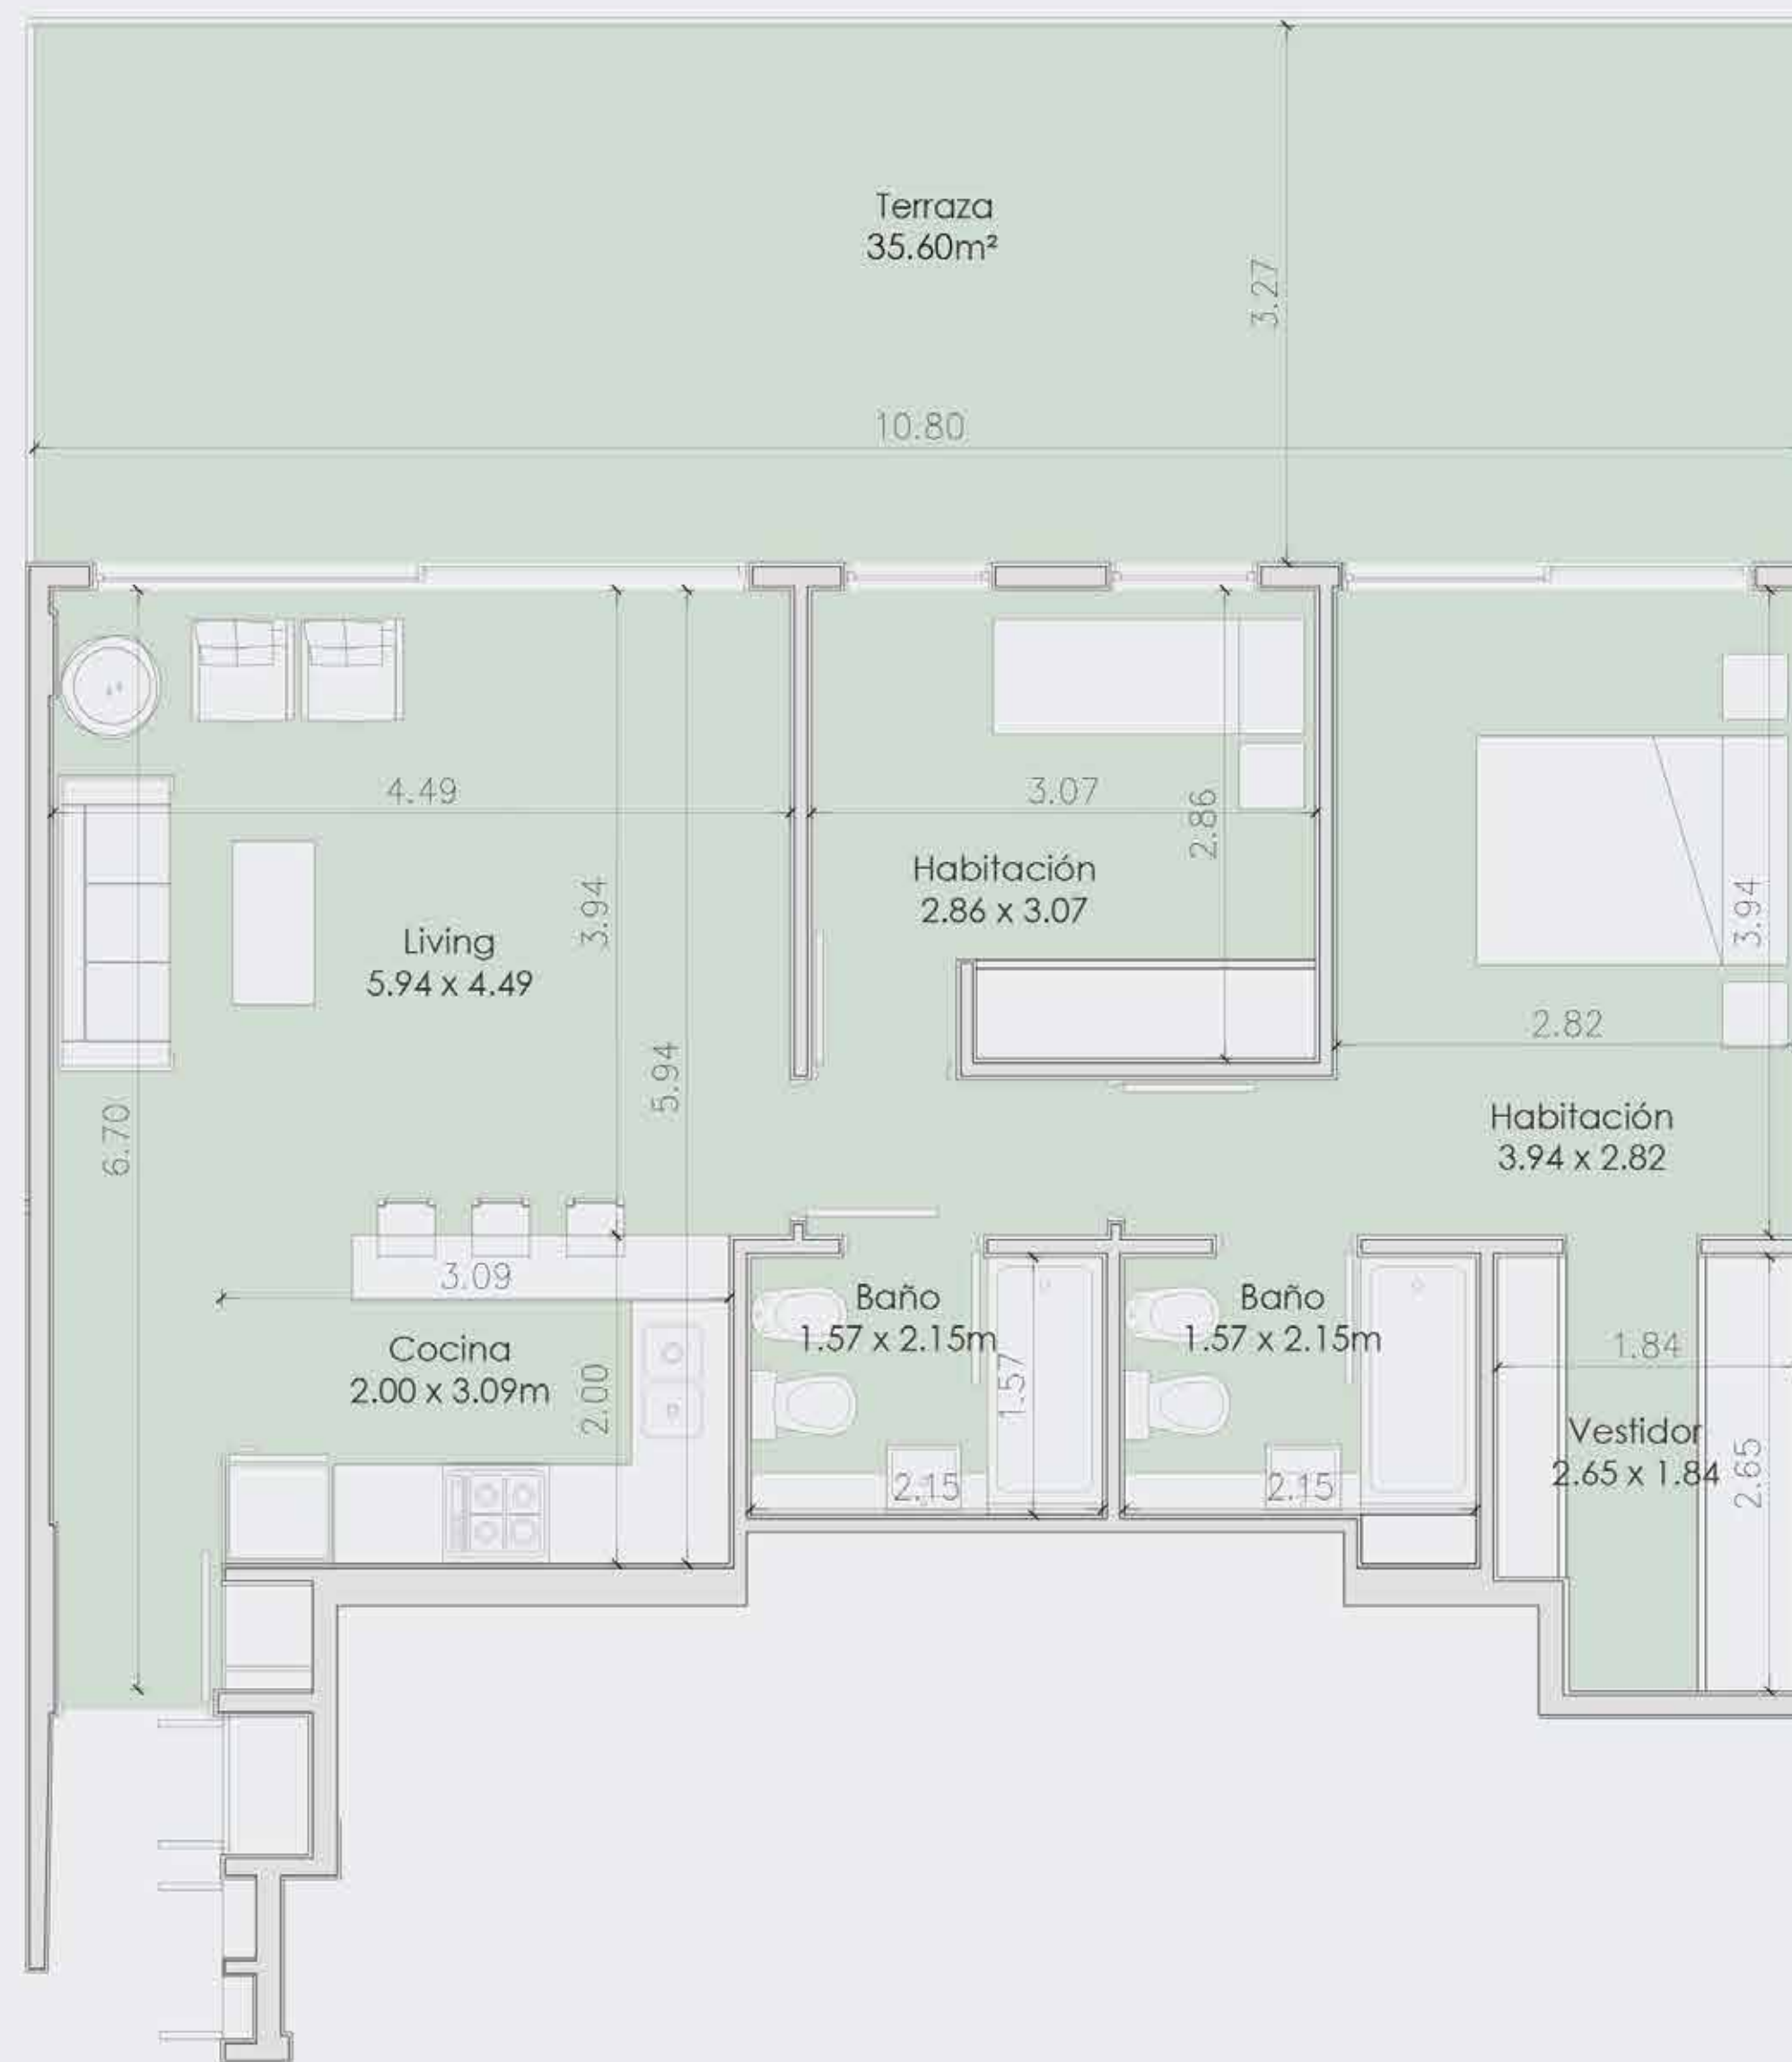 Terraza
35.60m²
3.27
10.80
4.49
3.07
2.86
Habitación
2.86 x 3.07
3.94
Living
5.94 x 4.49
3.94
2.82
5.94
6.70
Habitación
3.94 x 2.82
3.09
Baño
1.57 x 2.15m
Baño
1.57 x 2.15m
Cocina
2.00 x 3.09m
2.00
1.57
1.84
Vestidor
2.65 x 1.84
2.65
2.15
2.15